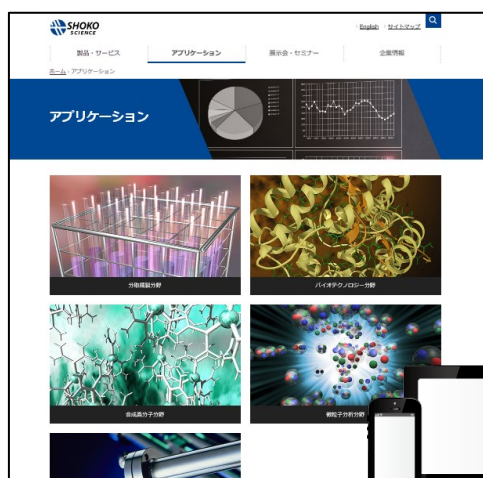 SHOKO
SCIENCE
English
サイトマップ
製品・サービス
アプリケーション
展示会・セミナー
企業情報
ホーム
アプリケーション
アプリケーション
分取精製分野
バイオテクノロジー分野
合成高分子分野
微粒子分析分野